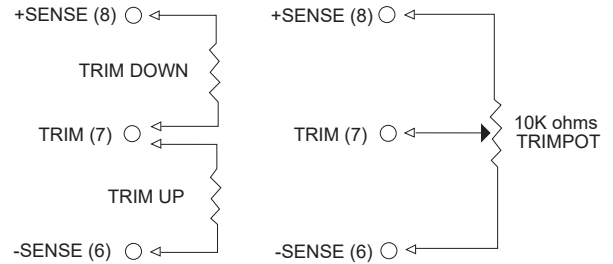 +SENSE (8)
TRIM DOWN
TRIM (7)
TRIM UP
-SENSE (6)
+SENSE (8)
TRIM (7)
10K ohms
TRIMPOT
-SENSE (6)